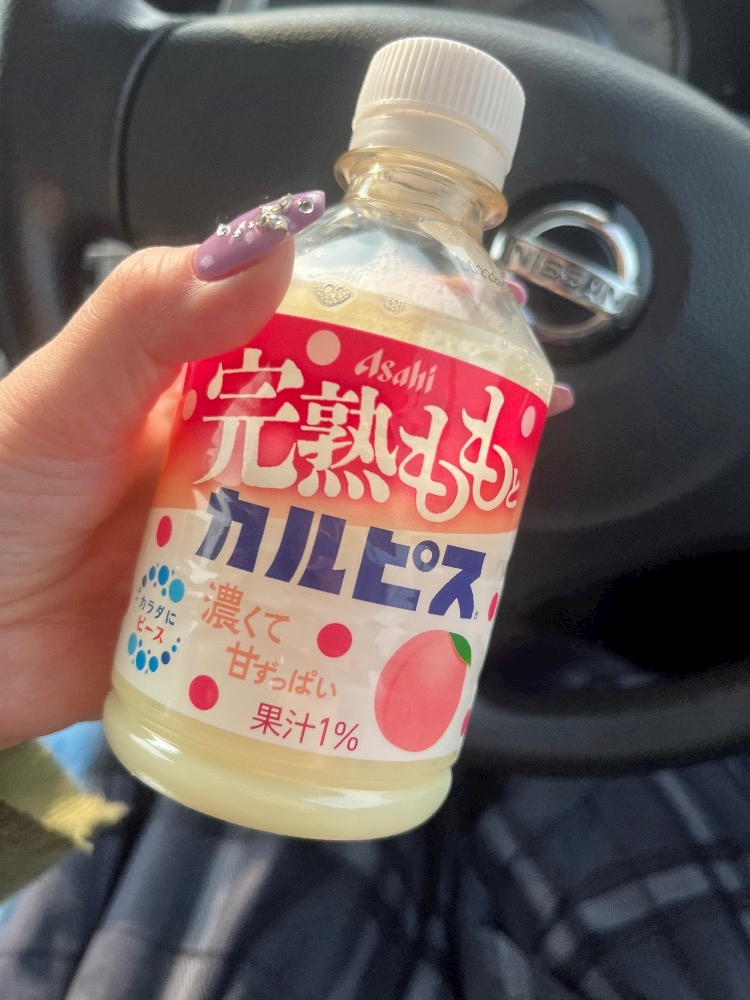 Asahi
完熟ももと
カルピス
カラダに
ピース
濃くて
甘ずっぱい
果汁1%
NISSAN